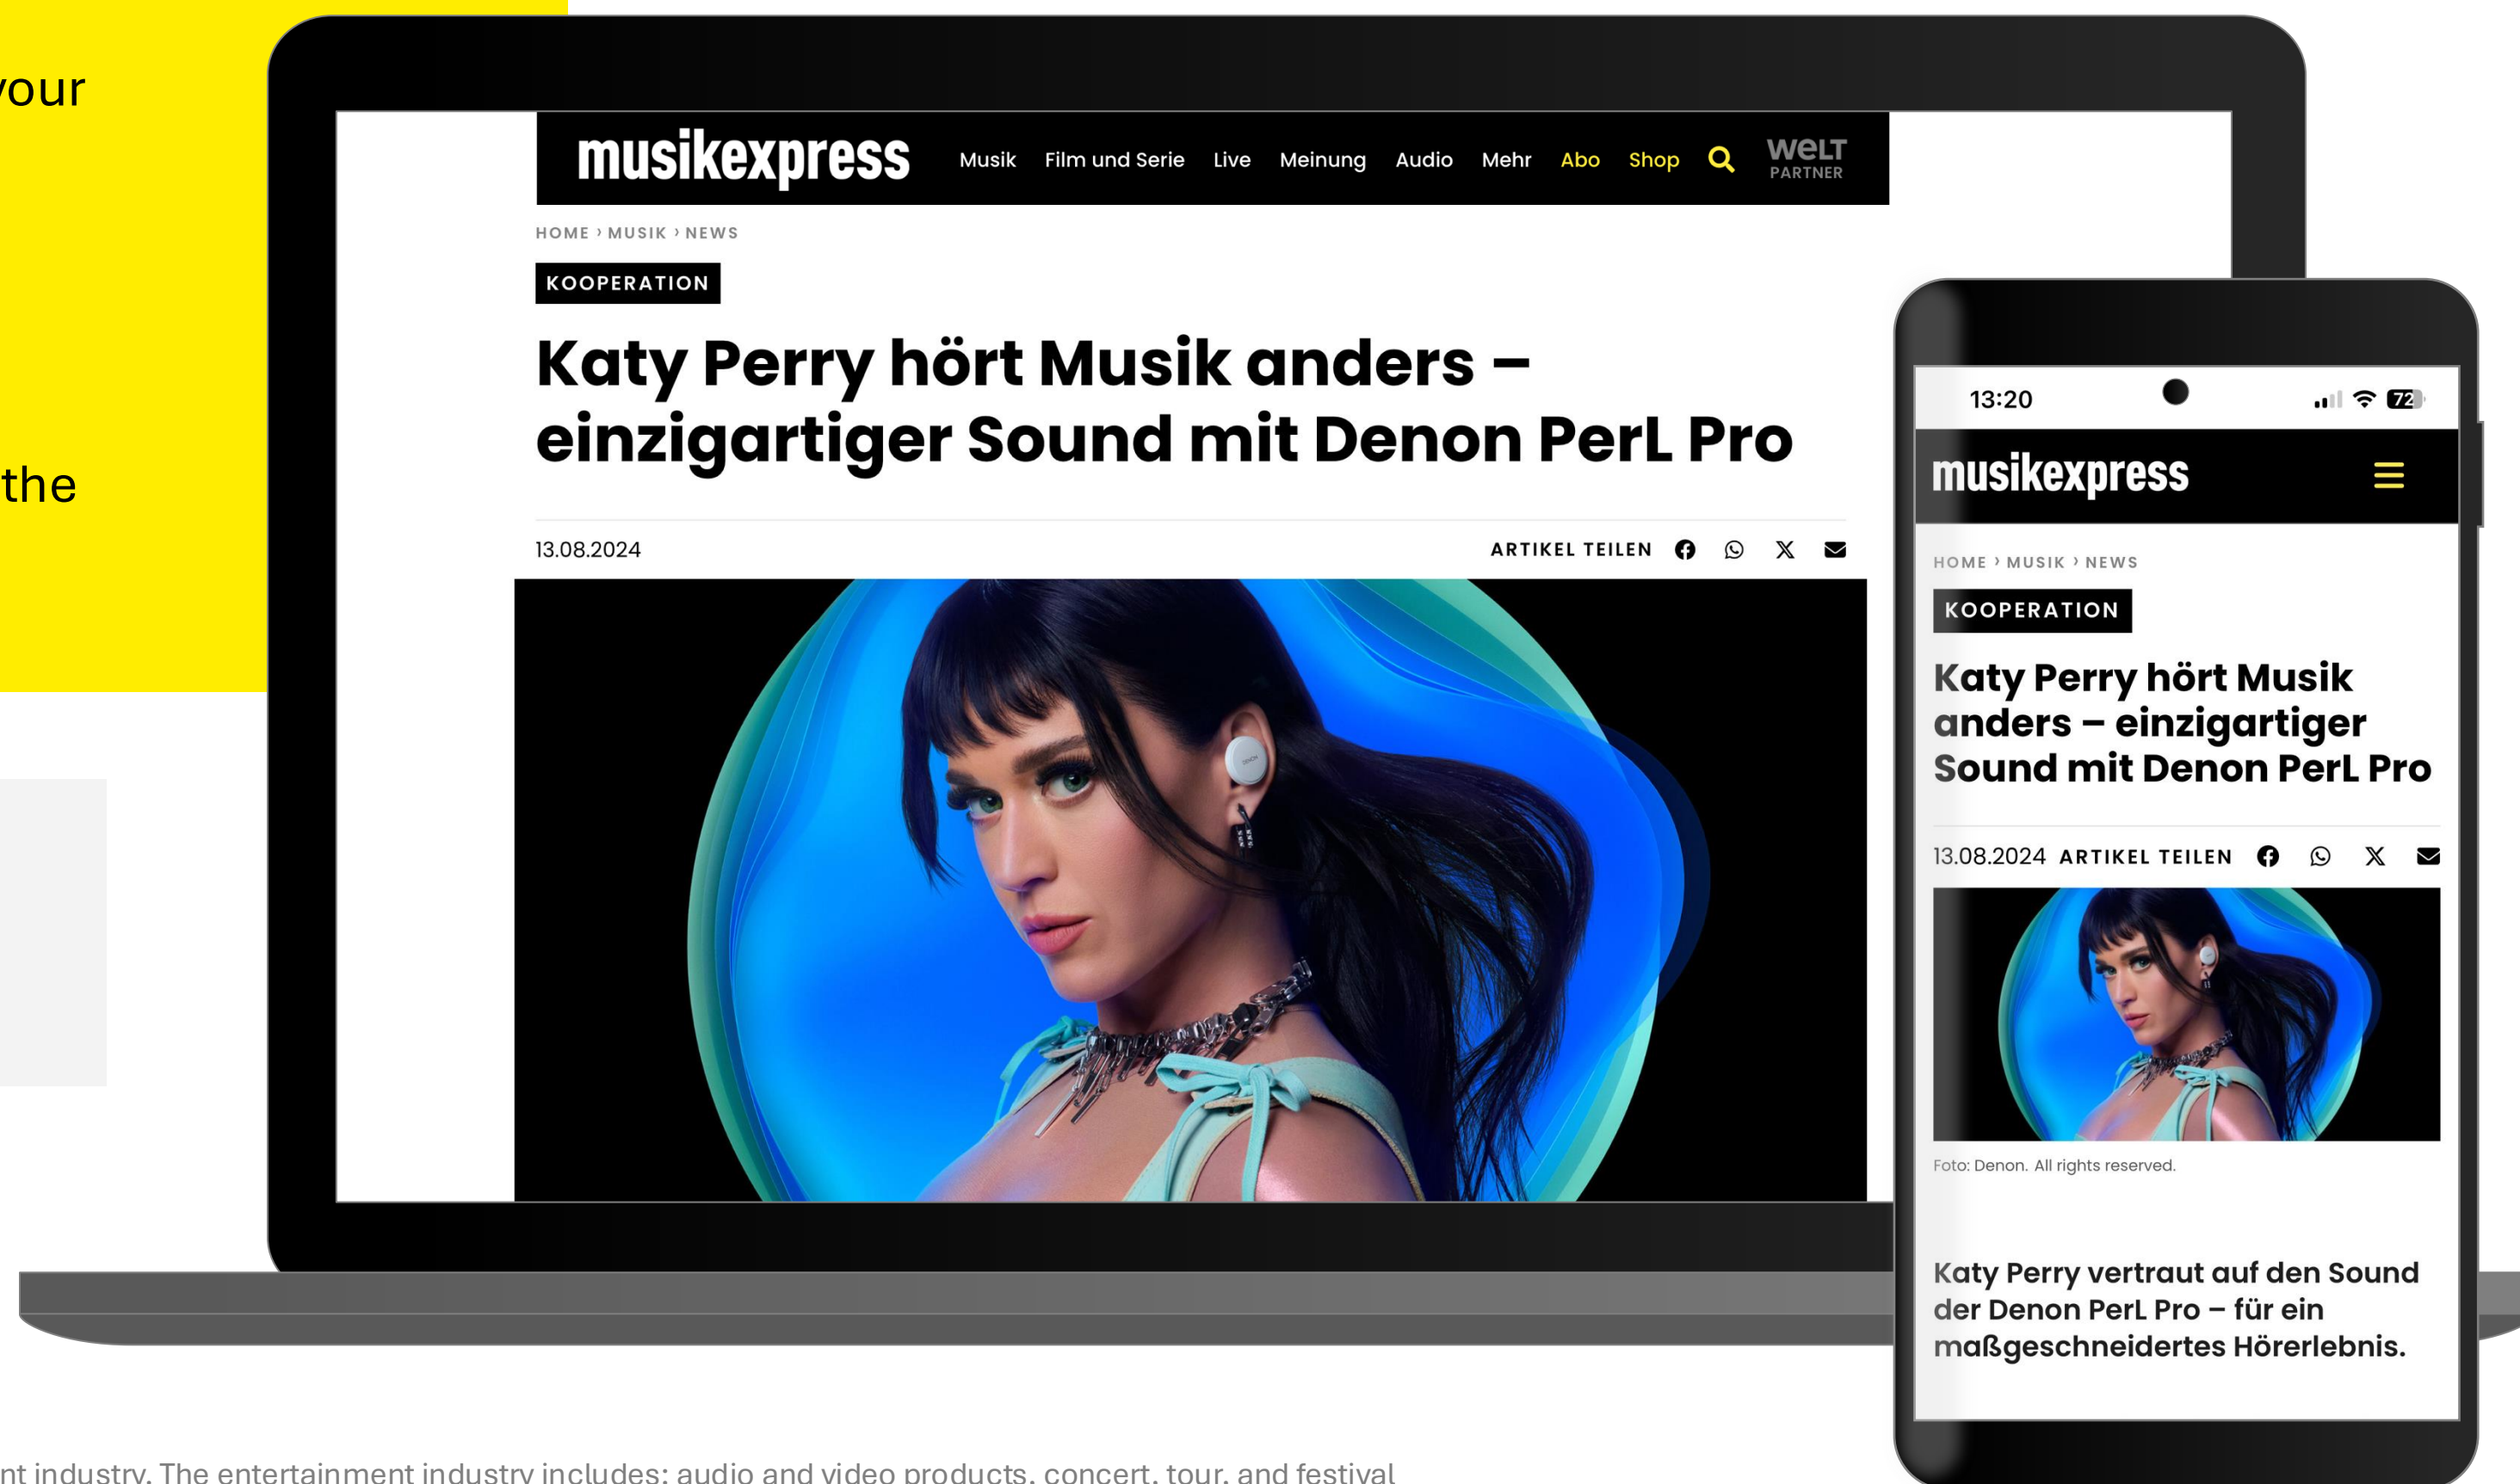 your
the
musikexpress Musik Film und Serie Live Meinung Audio Mehr Abo Shop WELT PARTNER
HOME › MUSIK › NEWS
KOOPERATION
Katy Perry hört Musik anders –
einzigartiger Sound mit Denon PerL Pro
13.08.2024 ARTIKEL TEILEN
DENON
13:20 72
musikexpress
HOME › MUSIK › NEWS
KOOPERATION
Katy Perry hört Musik
anders – einzigartiger
Sound mit Denon PerL Pro
13.08.2024 ARTIKEL TEILEN
Foto: Denon. All rights reserved.
Katy Perry vertraut auf den Sound
der Denon PerL Pro – für ein
maßgeschneidertes Hörerlebnis.
nt industry. The entertainment industry includes: audio and video products, concert, tour, and festival